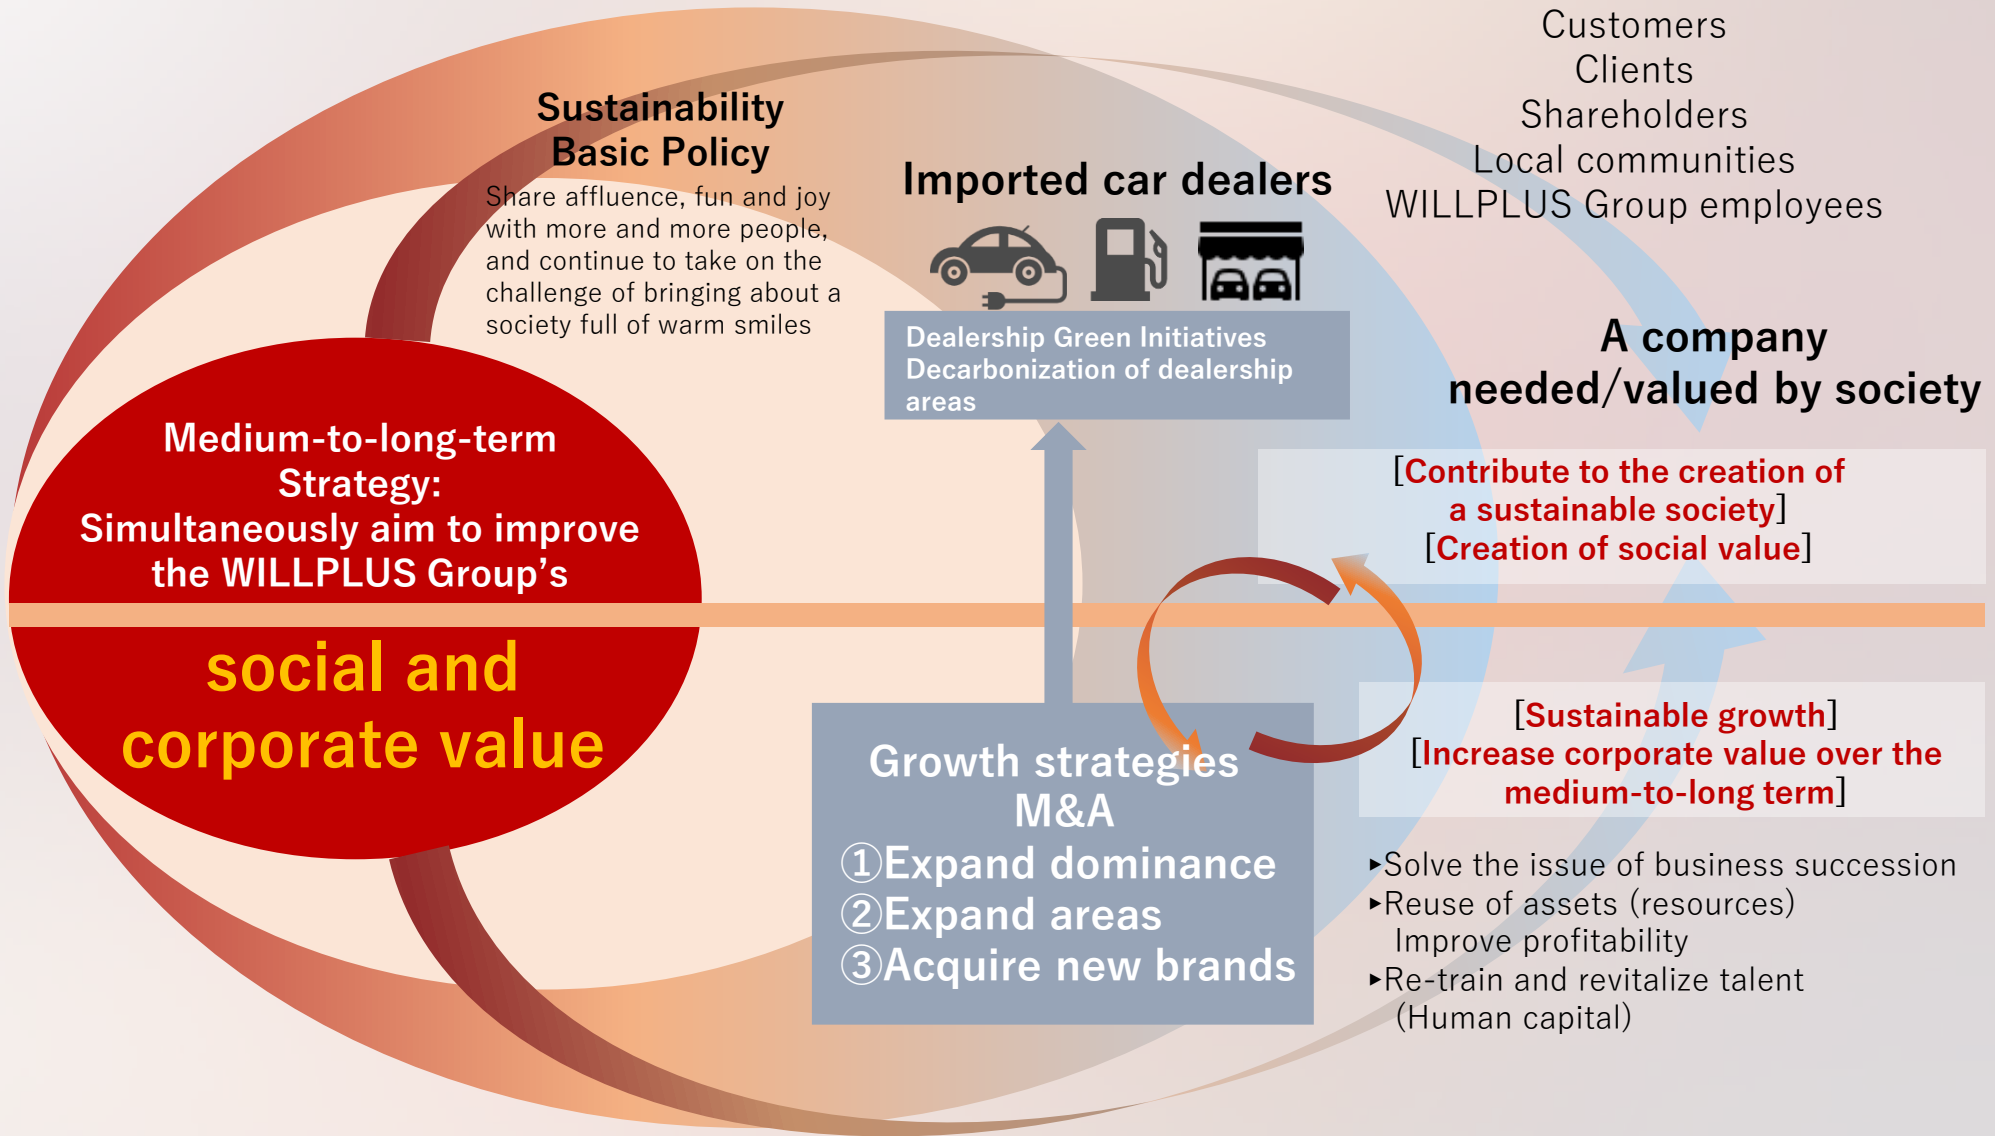 Sustainability
Basic Policy
Share affluence, fun and joy
with more and more people,
and continue to take on the
challenge of bringing about a
society full of warm smiles
Imported car dealers
Dealership Green Initiatives
Decarbonization of dealership
areas
Customers
Clients
Shareholders
Local communities
WILLPLUS Group employees
A company
needed/valued by society
[Contribute to the creation of
a sustainable society]
[Creation of social value]
Medium-to-long-term
Strategy:
Simultaneously aim to improve
the WILLPLUS Group’s
social and
corporate value
Growth strategies
M&A
①Expand dominance
②Expand areas
③Acquire new brands
[Sustainable growth]
[Increase corporate value over the
medium-to-long term]
▸Solve the issue of business succession
▸Reuse of assets (resources)
Improve profitability
▸Re-train and revitalize talent
(Human capital)